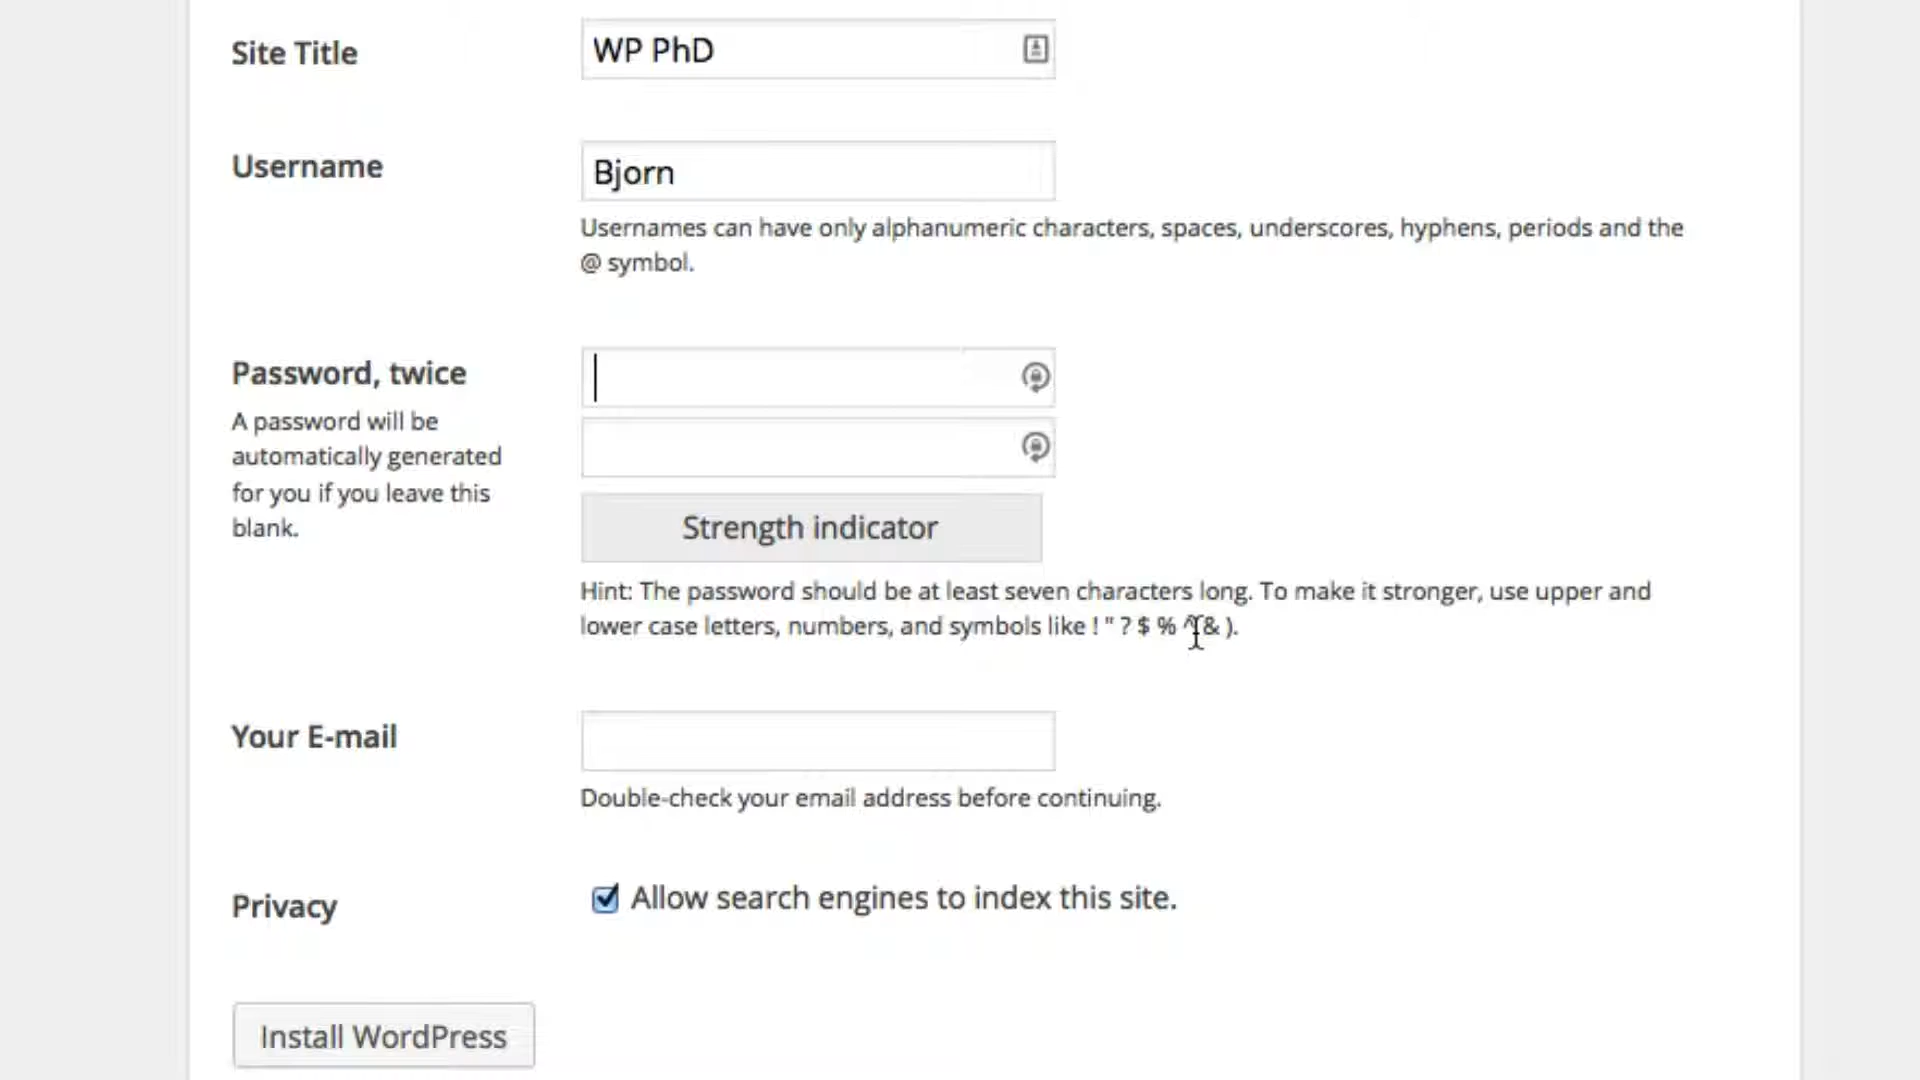 Site Title
WP PhD
Username
Bjorn
Usernames can have only alphanumeric characters, spaces, underscores, hyphens, periods and the
@ symbol.
Password, twice
A password will be
automatically generated
for you if you leave this
blank.
Strength indicator
Hint: The password should be at least seven characters long. To make it stronger, use upper and
lower case letters, numbers, and symbols like ! " ? $ % ^ & ).
Your E-mail
Double-check your email address before continuing.
Privacy
Allow search engines to index this site.
Install WordPress